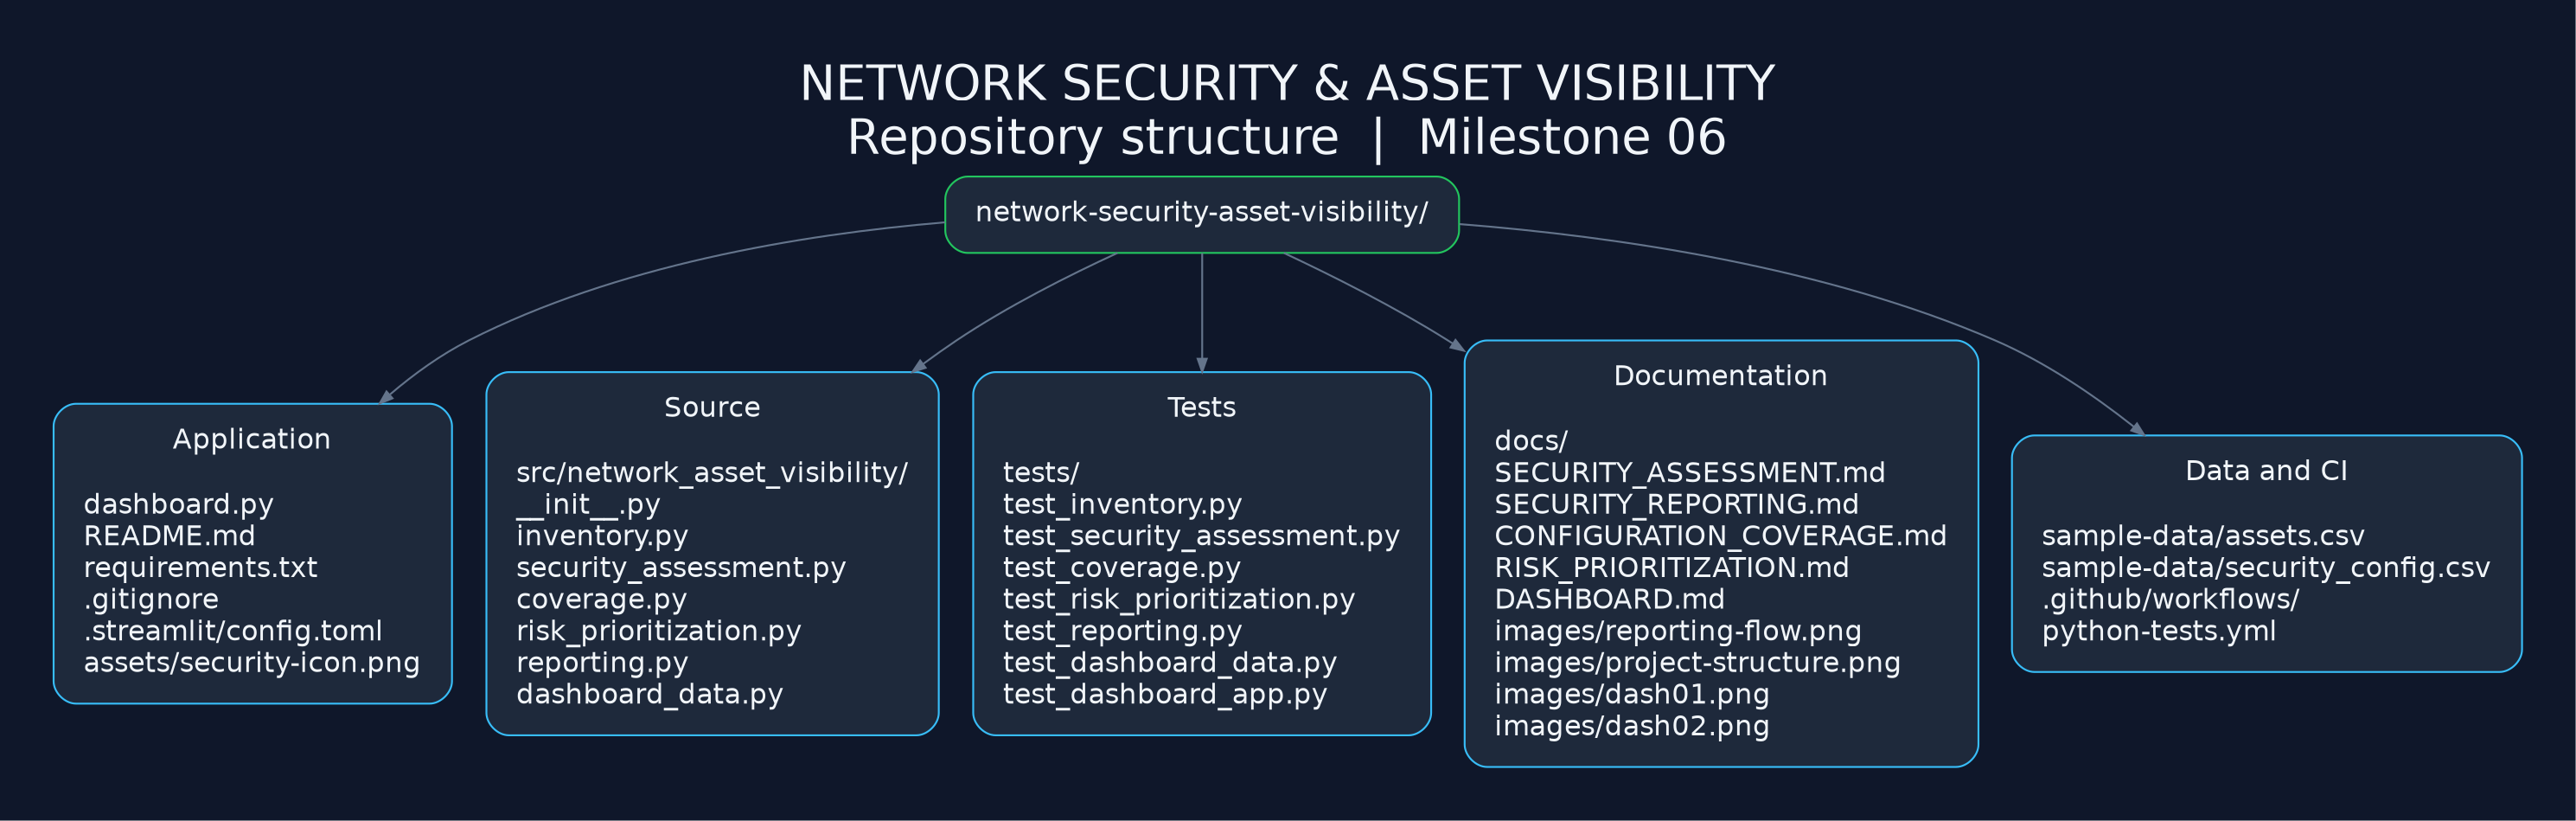 NETWORK SECURITY & ASSET VISIBILITY
Repository structure | Milestone 06
network-security-asset-visibility/
Application
dashboard.py
README.md
requirements.txt
.gitignore
.streamlit/config.toml
assets/security-icon.png
Source
src/network_asset_visibility/
__init__.py
inventory.py
security_assessment.py
coverage.py
risk_prioritization.py
reporting.py
dashboard_data.py
Tests
tests/
test_inventory.py
test_security_assessment.py
test_coverage.py
test_risk_prioritization.py
test_reporting.py
test_dashboard_data.py
test_dashboard_app.py
Documentation
docs/
SECURITY_ASSESSMENT.md
SECURITY_REPORTING.md
CONFIGURATION_COVERAGE.md
RISK_PRIORITIZATION.md
DASHBOARD.md
images/reporting-flow.png
images/project-structure.png
images/dash01.png
images/dash02.png
Data and CI
sample-data/assets.csv
sample-data/security_config.csv
.github/workflows/
python-tests.yml